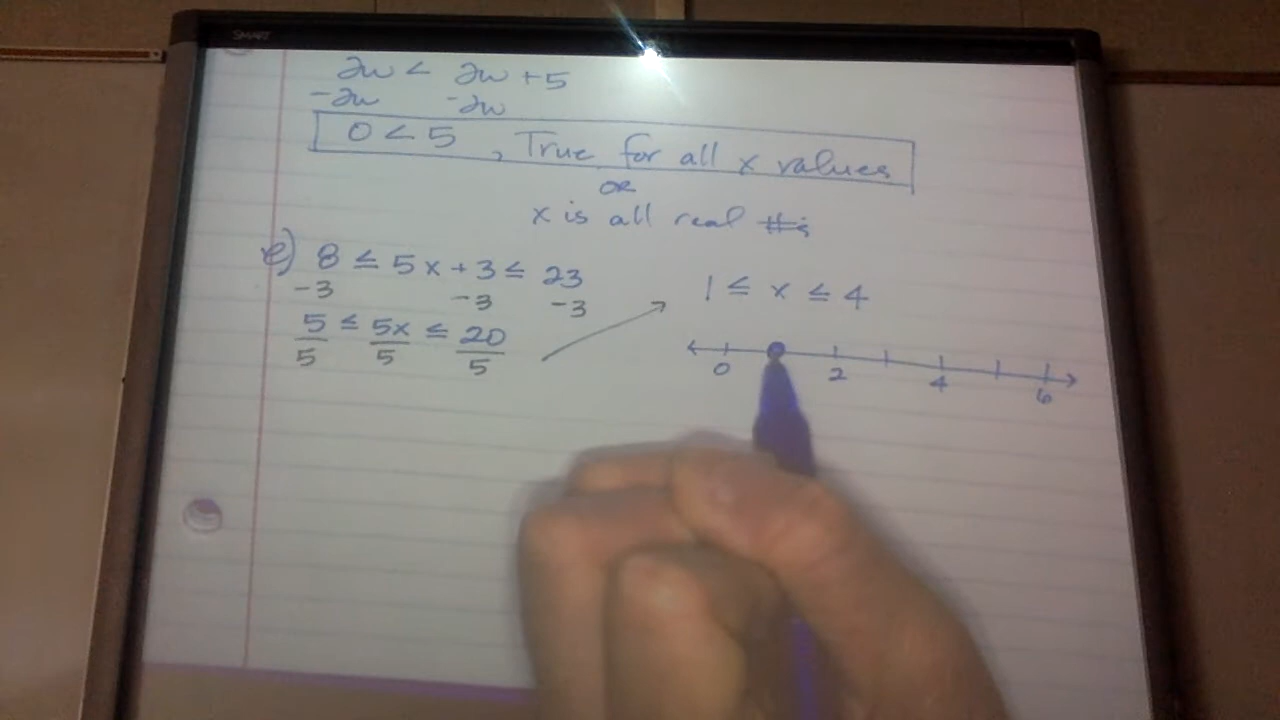 SMART
2w < 2w + 5
-2w -2w
0 < 5 , True for all x values
OR
x is all real #s
e) 8 ≤ 5x + 3 ≤ 23
-3 -3 -3
5/5 ≤ 5x/5 ≤ 20/5
1 ≤ x ≤ 4
0 2 4 6